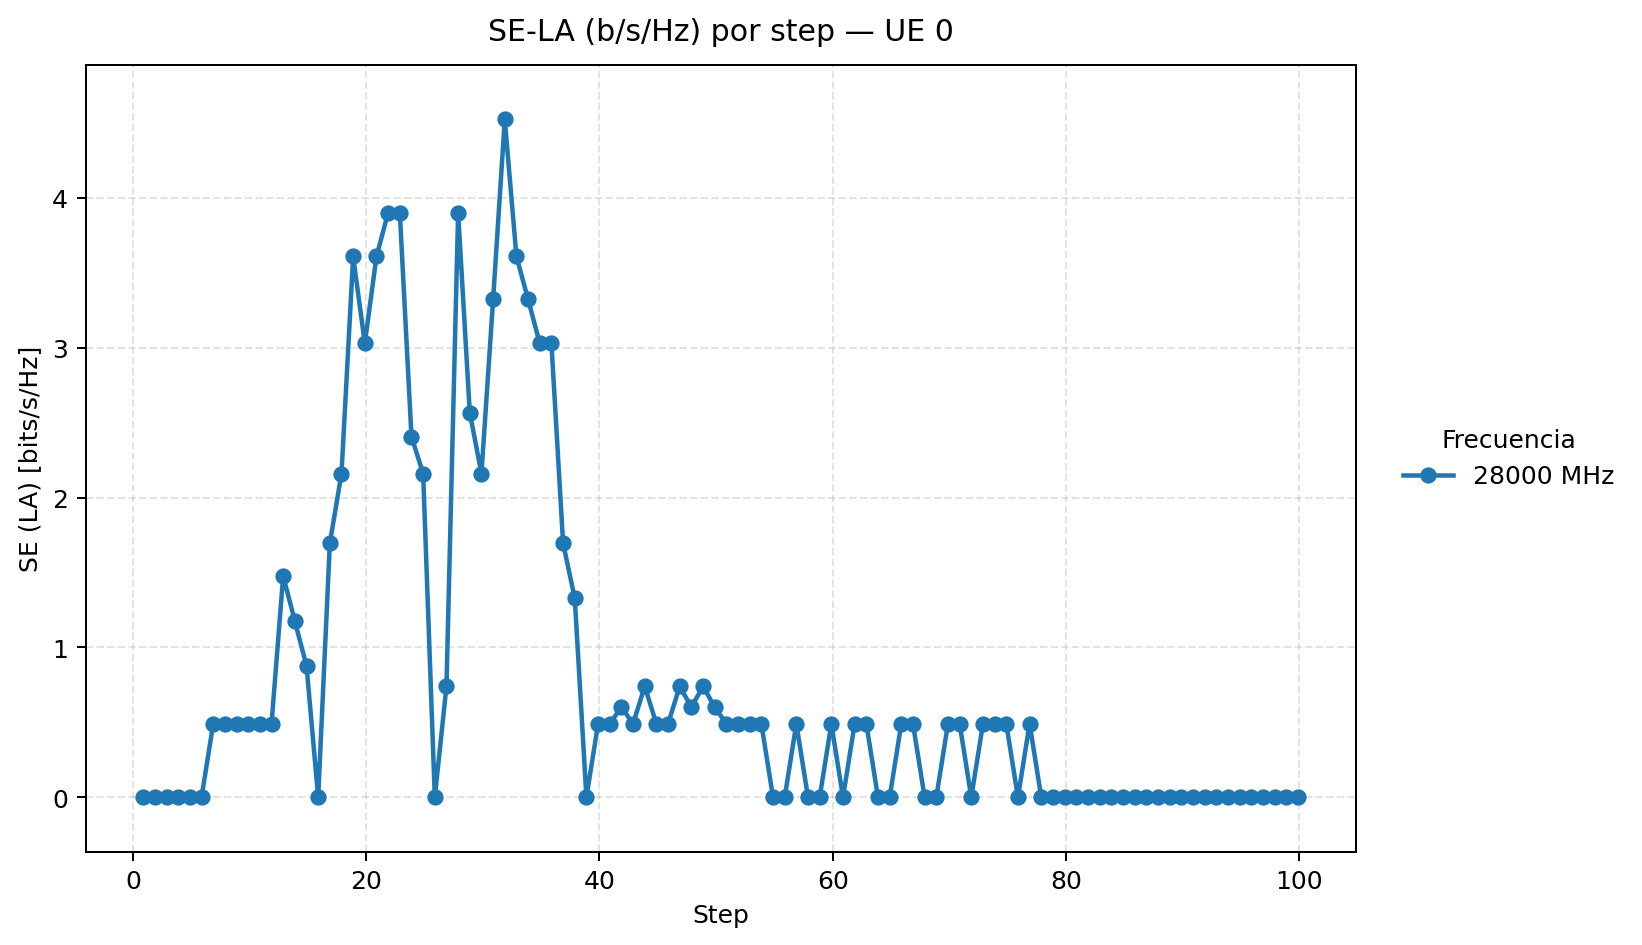 SE-LA (b/s/Hz) por step — UE 0
SE (LA) [bits/s/Hz]
4
3
2
1
0
0 20 40 60 80 100
Step
Frecuencia
28000 MHz